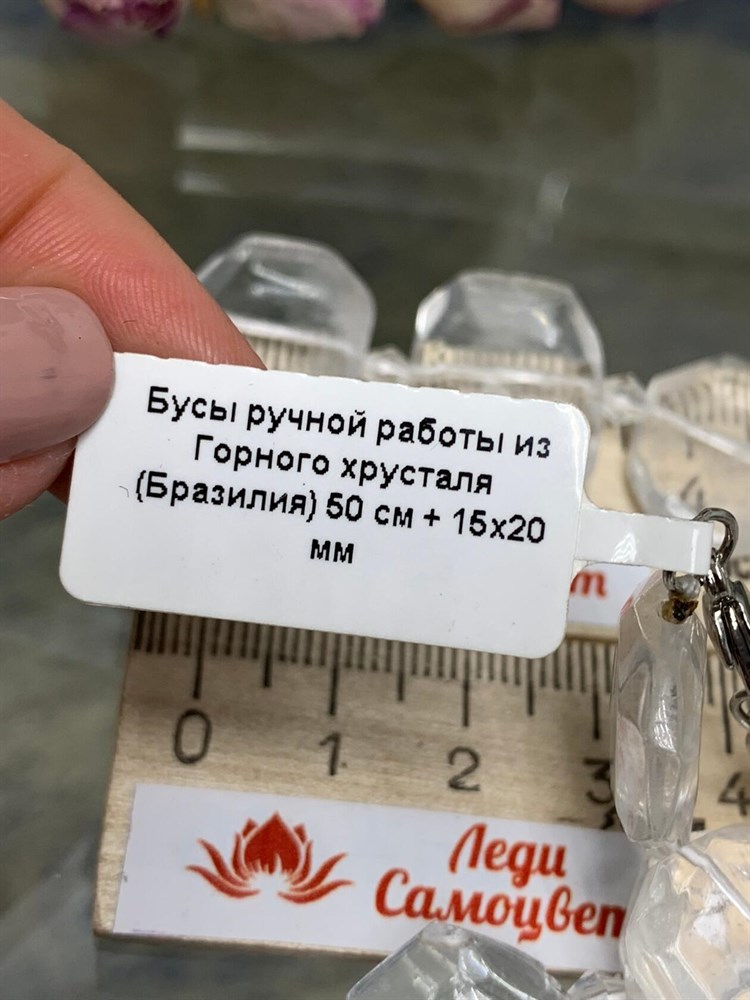 Бусы ручной работы из
Горного хрусталя
(Бразилия) 50 см + 15х20
мм
0 1 2 3 4
Леди
Самоцвет